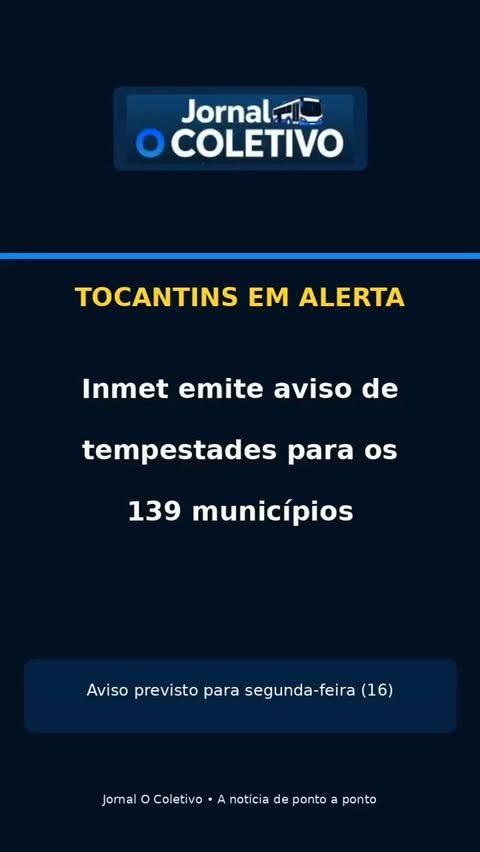 Jornal
O COLETIVO
TOCANTINS EM ALERTA
Inmet emite aviso de
tempestades para os
139 municípios
Aviso previsto para segunda-feira (16)
Jornal O Coletivo • A notícia de ponto a ponto